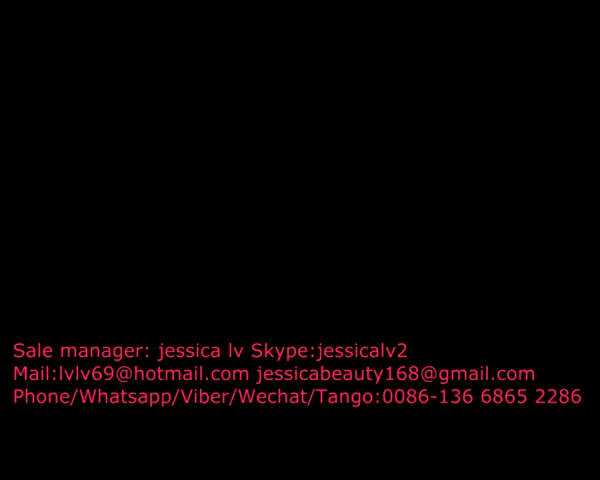 Sale manager: jessica lv Skype:jessicalv2
Mail:lvlv69@hotmail.com jessicabeauty168@gmail.com
Phone/Whatsapp/Viber/Wechat/Tango:0086-136 6865 2286